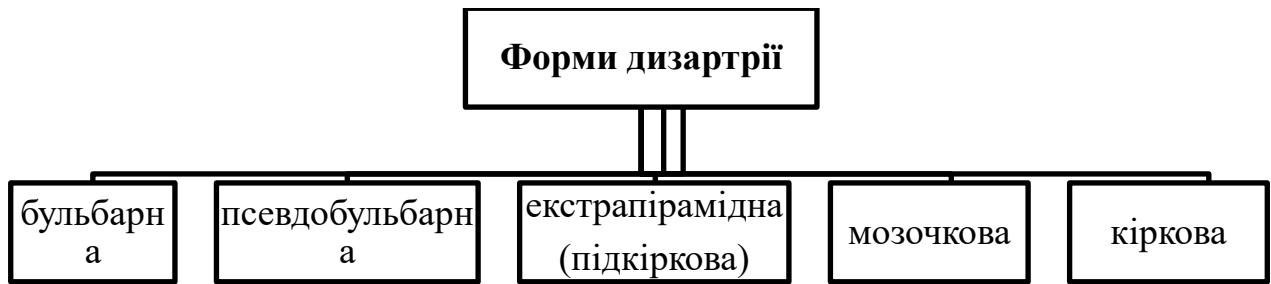 Форми дизартрії
бульбарн
а
псевдобульбарн
а
екстрапірамідна
(підкіркова)
мозочкова
кіркова